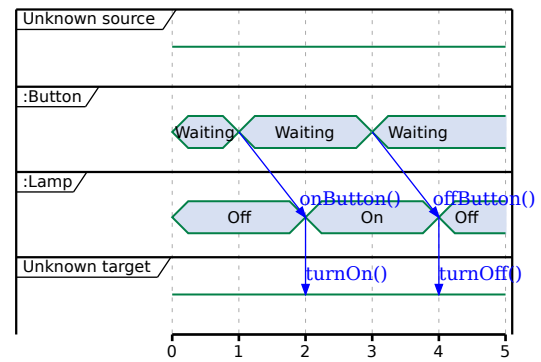 Unknown source
:Button
Waiting Waiting Waiting
:Lamp
onButton() offButton()
Off On Off
Unknown target
turnOn() turnOff()
0 1 2 3 4 5